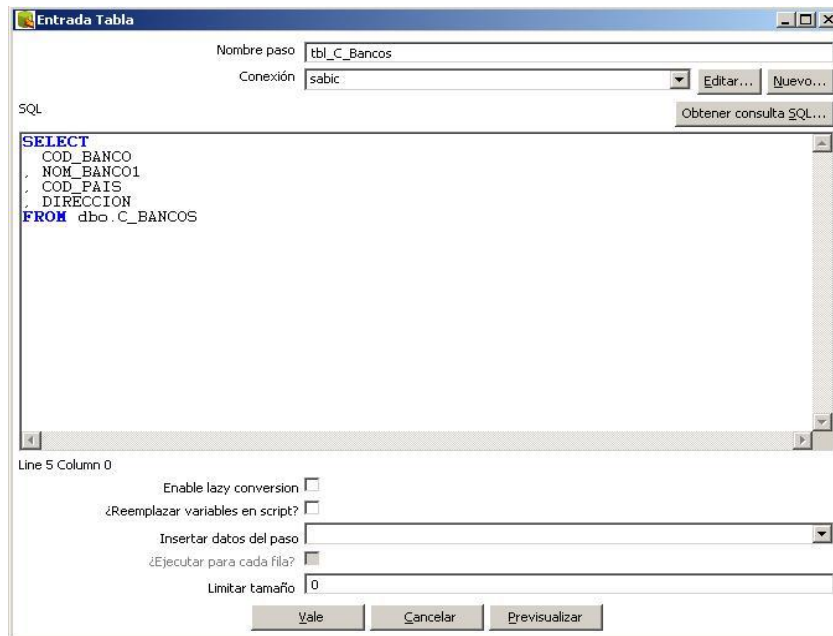 Entrada Tabla
Nombre paso tbl_C_Bancos
Conexión sabic Editar... Nuevo...
SQL Obtener consulta SQL...
SELECT
COD_BANCO
, NOM_BANCO1
, COD_PAIS
, DIRECCION
FROM dbo.C_BANCOS
Line 5 Column 0
Enable lazy conversion
¿Reemplazar variables en script?
Insertar datos del paso
¿Ejecutar para cada fila?
Limitar tamaño 0
Vale Cancelar Previsualizar